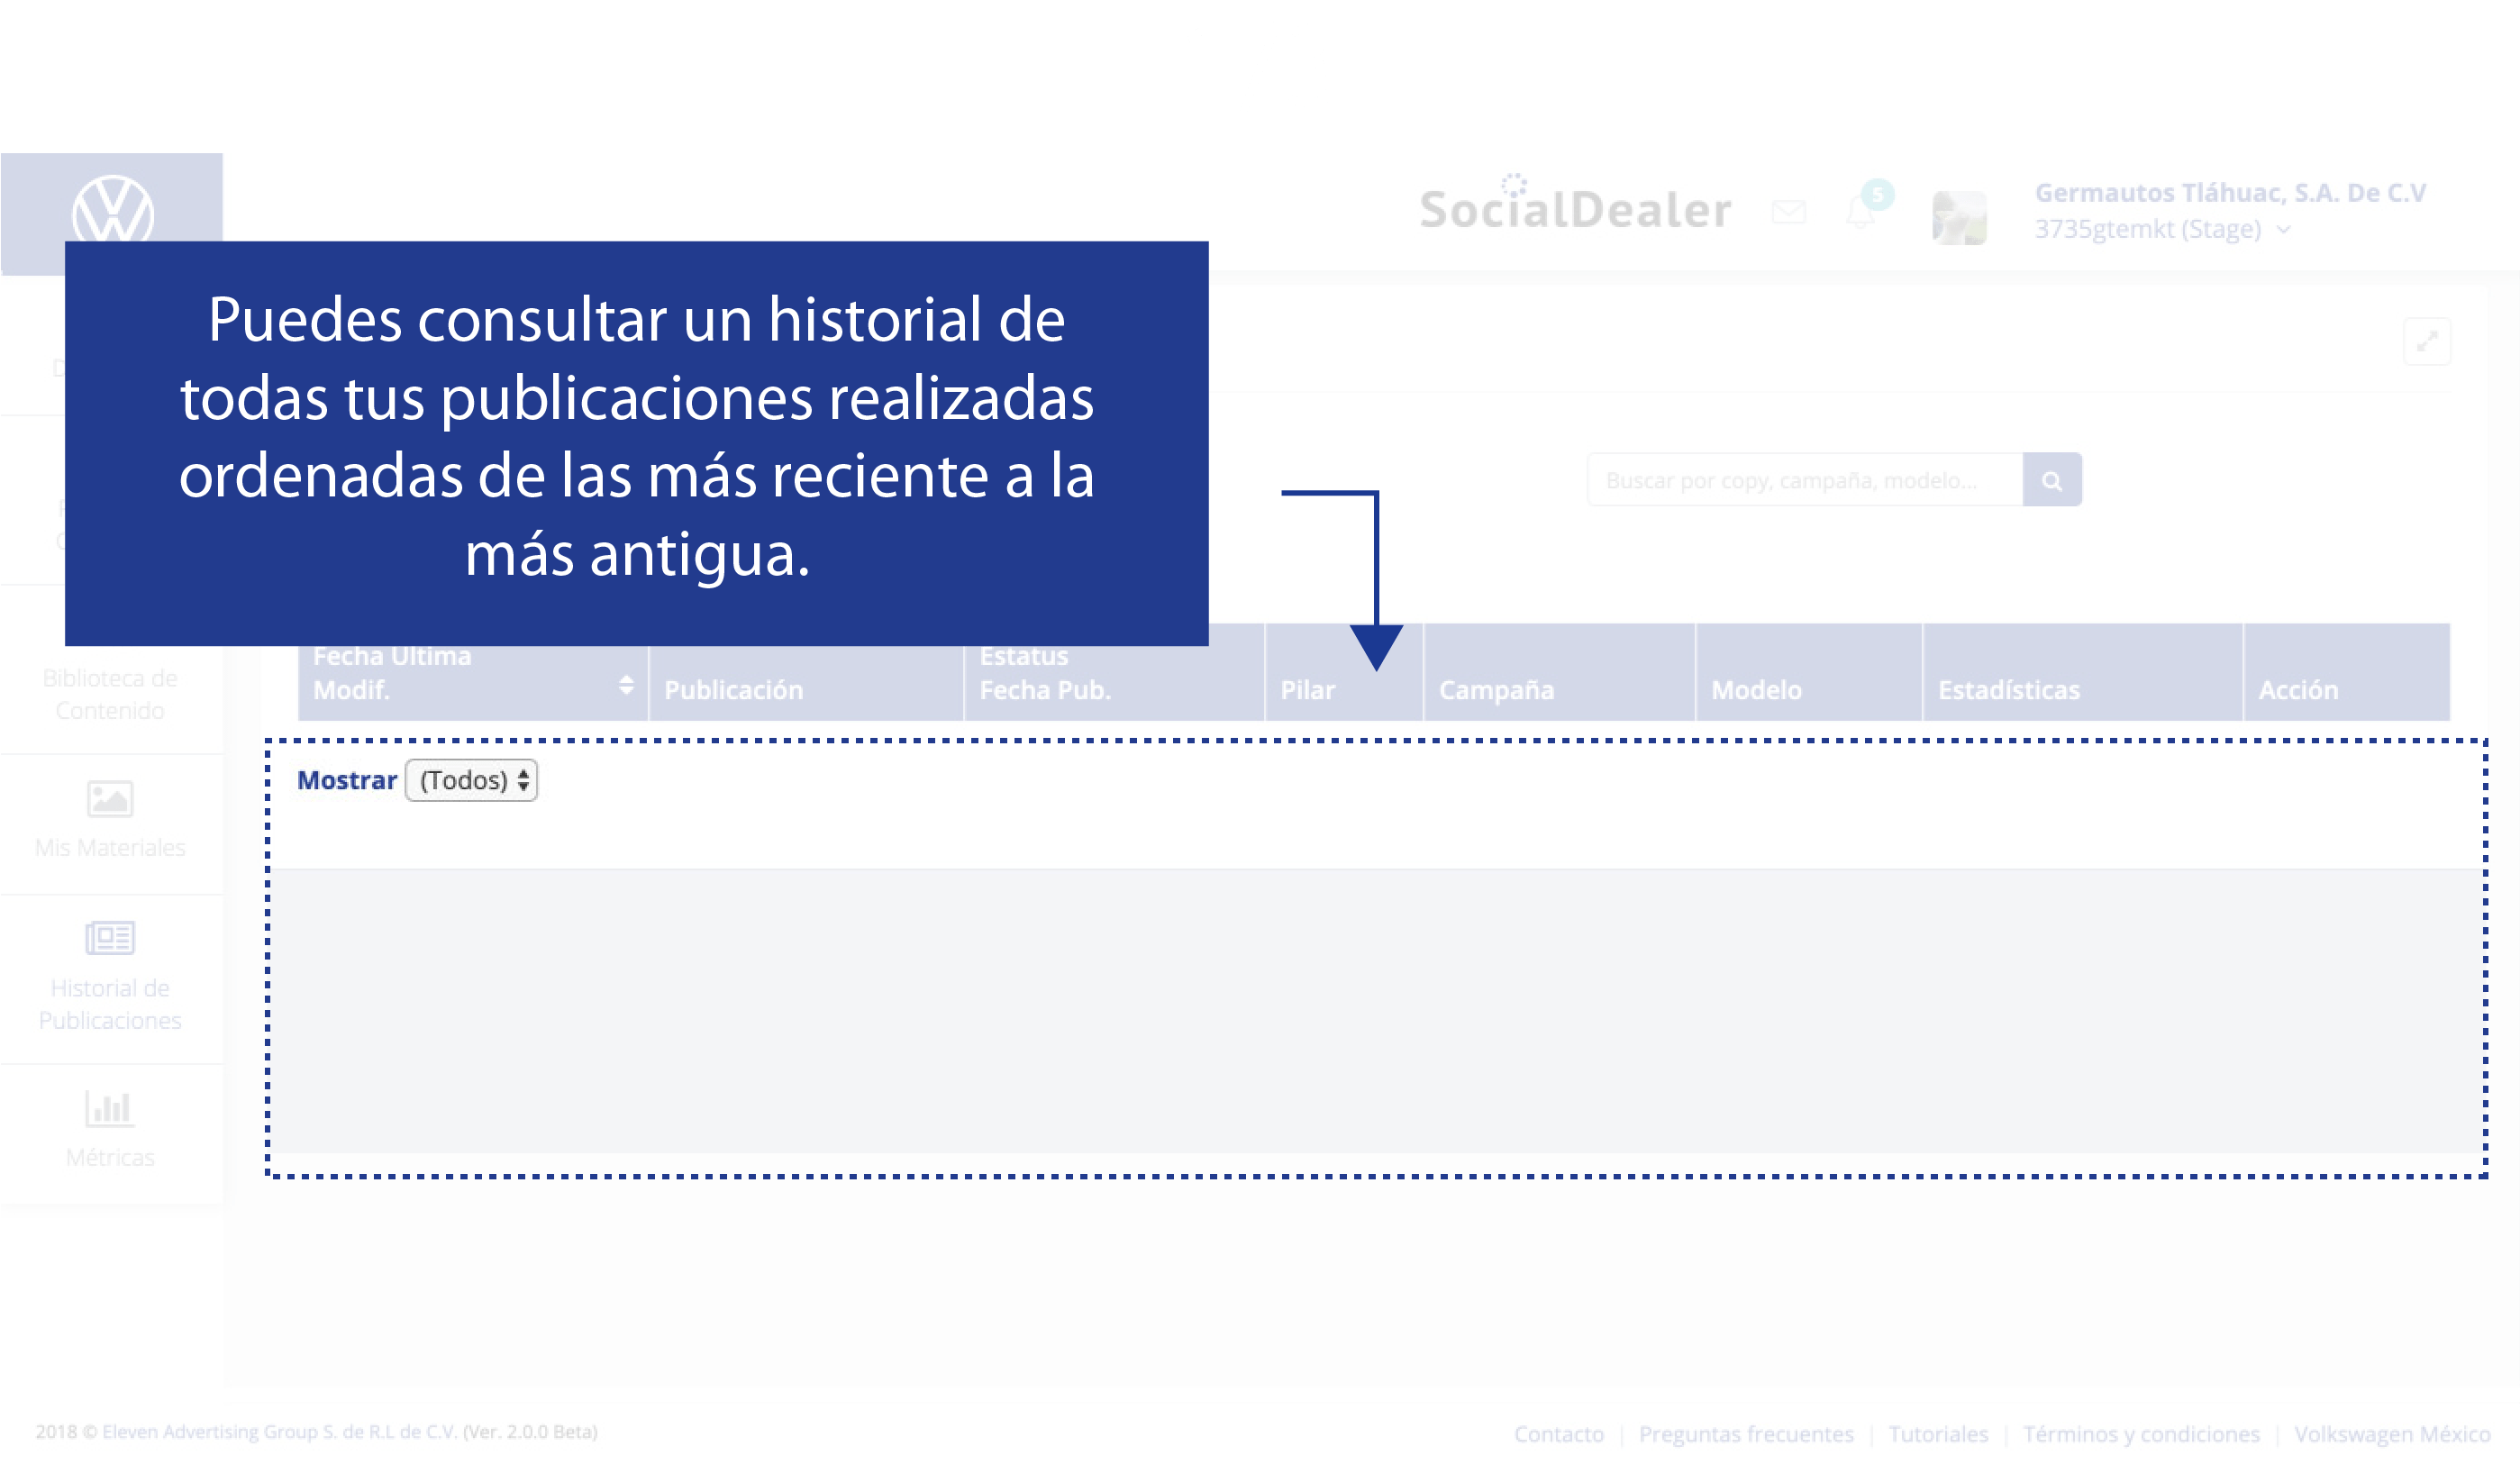 SocialDealer
5
Germautos Tláhuac, S.A. De C.V
3735gtemkt (Stage)
Puedes consultar un historial de
todas tus publicaciones realizadas
ordenadas de las más reciente a la
más antigua.
Buscar por copy, campaña, modelo...
Fecha Última
Modif.
Publicación
Estatus
Fecha Pub.
Pilar
Campaña
Modelo
Estadísticas
Acción
Mostrar (Todos)
Biblioteca de
Contenido
Mis Materiales
Historial de
Publicaciones
Métricas
2018 © Eleven Advertising Group S. de R.L de C.V. (Ver. 2.0.0 Beta)
Contacto | Preguntas frecuentes | Tutoriales | Términos y condiciones | Volkswagen México